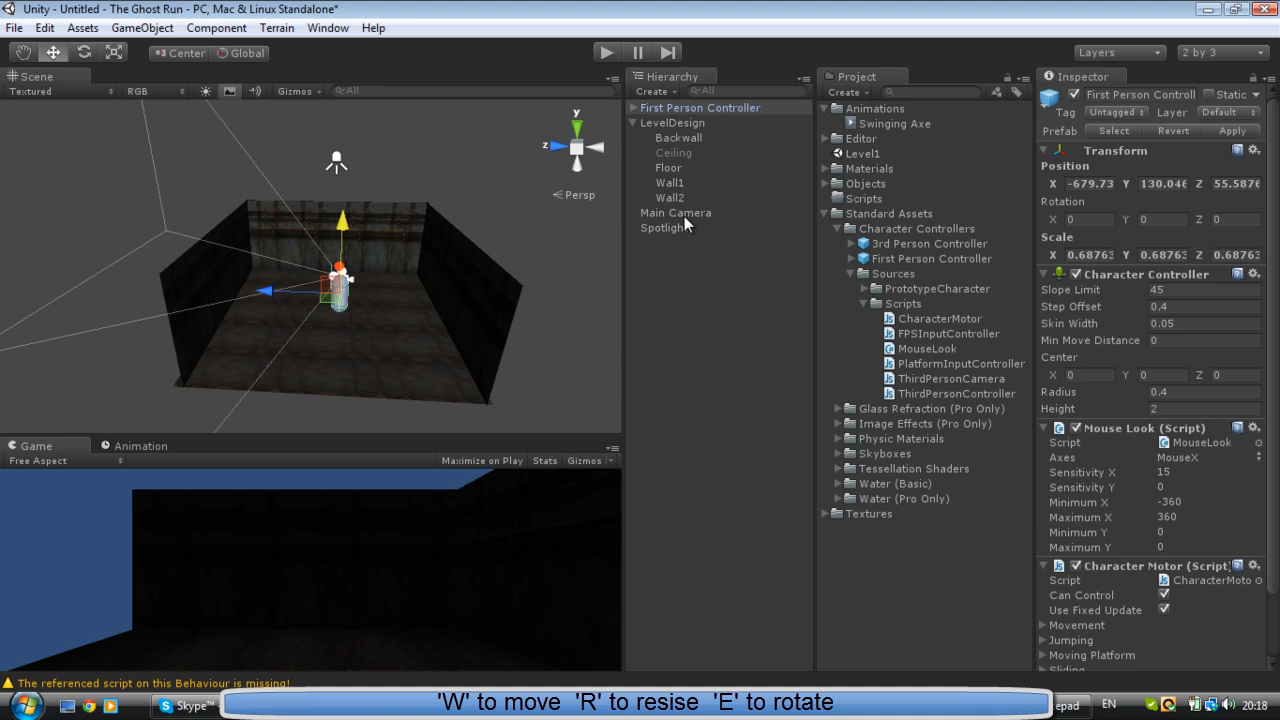 Unity - Untitled - The Ghost Run - PC, Mac & Linux Standalone*
File Edit Assets GameObject Component Terrain Window Help
Center Global Layers 2 by 3
Scene
Textured RGB Gizmos All
y
z
Persp
Game Animation
Free Aspect Maximize on Play Stats Gizmos
Hierarchy
Create All
First Person Controller
LevelDesign
Backwall
Ceiling
Floor
Wall1
Wall2
Main Camera
Spotligh
Project
Create
Animations
Swinging Axe
Editor
Level1
Materials
Objects
Scripts
Standard Assets
Character Controllers
3rd Person Controller
First Person Controller
Sources
PrototypeCharacter
Scripts
CharacterMotor
FPSInputController
MouseLook
PlatformInputController
ThirdPersonCamera
ThirdPersonController
Glass Refraction (Pro Only)
Image Effects (Pro Only)
Physic Materials
Skyboxes
Tessellation Shaders
Water (Basic)
Water (Pro Only)
Textures
Inspector
First Person Controll Static
Tag Untagged Layer Default
Prefab Select Revert Apply
Transform
Position
X -679.73 Y 130.046 Z 55.5876
Rotation
X 0 Y 0 Z 0
Scale
X 0.68763 Y 0.68763 Z 0.68763
Character Controller
Slope Limit 45
Step Offset 0.4
Skin Width 0.05
Min Move Distance 0
Center
X 0 Y 0 Z 0
Radius 0.4
Height 2
Mouse Look (Script)
Script MouseLook
Axes MouseX
Sensitivity X 15
Sensitivity Y 0
Minimum X -360
Maximum X 360
Minimum Y 0
Maximum Y 0
Character Motor (Script)
Script CharacterMoto
Can Control
Use Fixed Update
Movement
Jumping
Moving Platform
Sliding
The referenced script on this Behaviour is missing!
Skype™ 'W' to move 'R' to resise 'E' to rotate epad EN 20:18